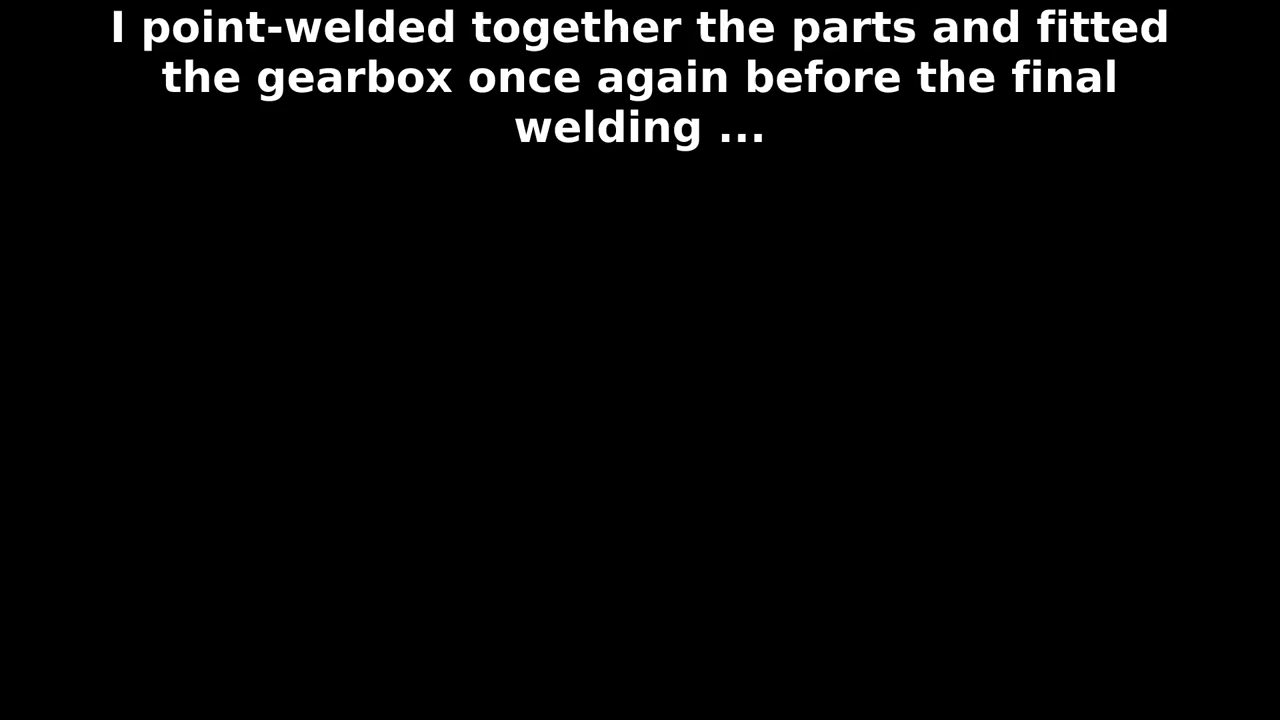 I point-welded together the parts and fitted
the gearbox once again before the final
welding ...